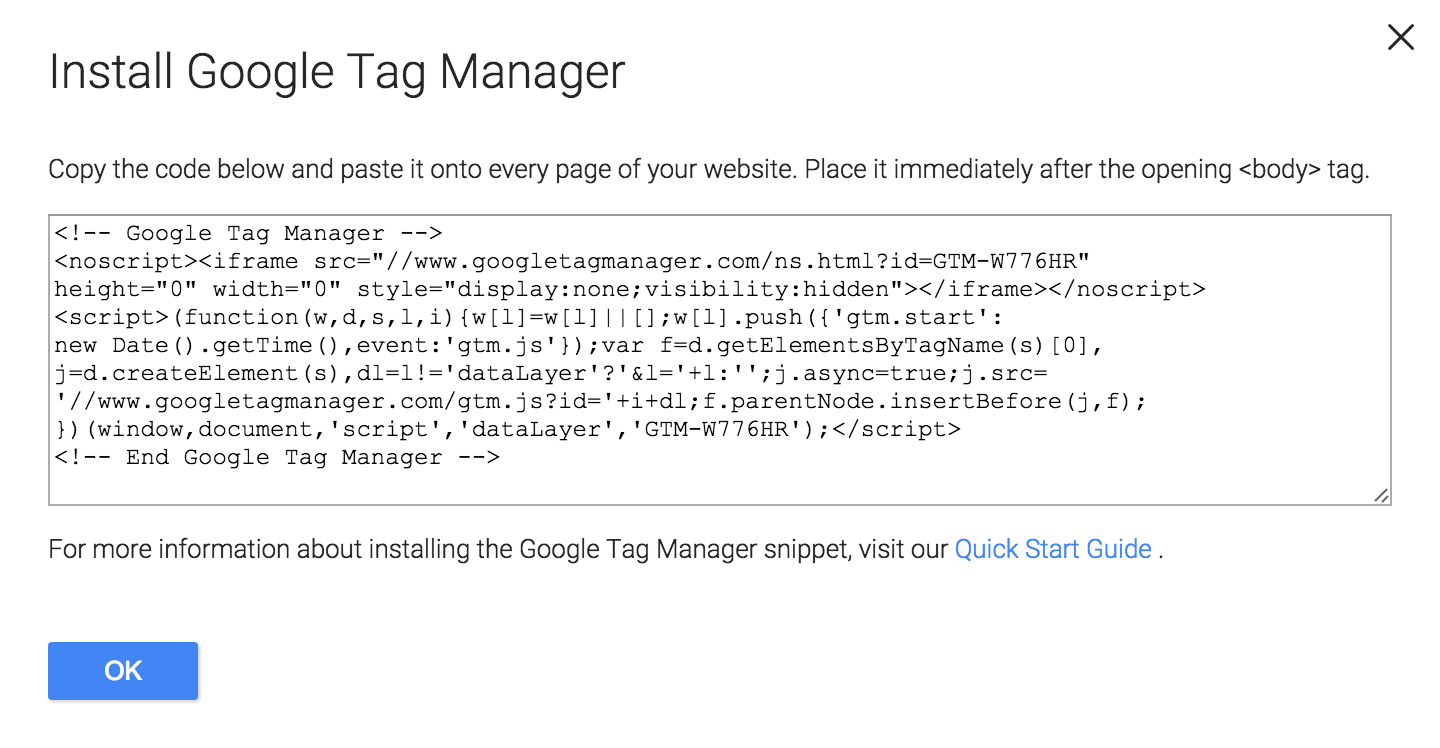 Install Google Tag Manager
Copy the code below and paste it onto every page of your website. Place it immediately after the opening <body> tag.
<!-- Google Tag Manager -->
<noscript><iframe src="//www.googletagmanager.com/ns.html?id=GTM-W776HR"
height="0" width="0" style="display:none;visibility:hidden"></iframe></noscript>
<script>(function(w,d,s,l,i){w[l]=w[l]||[];w[l].push({'gtm.start':
new Date().getTime(),event:'gtm.js'});var f=d.getElementsByTagName(s)[0],
j=d.createElement(s),dl=l!='dataLayer'?'&l='+l:'';j.async=true;j.src=
'//www.googletagmanager.com/gtm.js?id='+i+dl;f.parentNode.insertBefore(j,f);
})(window,document,'script','dataLayer','GTM-W776HR');</script>
<!-- End Google Tag Manager -->
For more information about installing the Google Tag Manager snippet, visit our Quick Start Guide .
OK